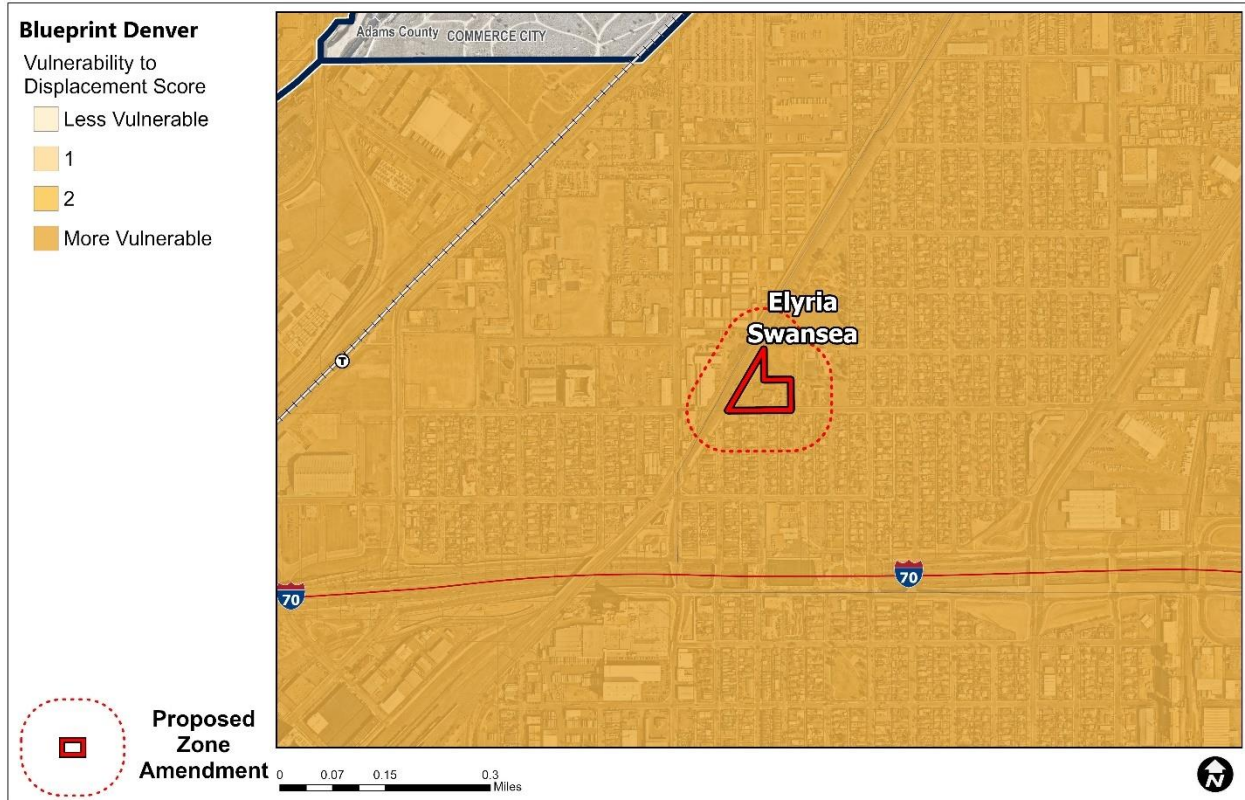 Blueprint Denver
Vulnerability to
Displacement Score
Less Vulnerable
1
2
More Vulnerable
Adams County
COMMERCE CITY
Elyria
Swansea
T
70
70
Proposed
Zone
Amendment
0 0.07 0.15 0.3
Miles
N